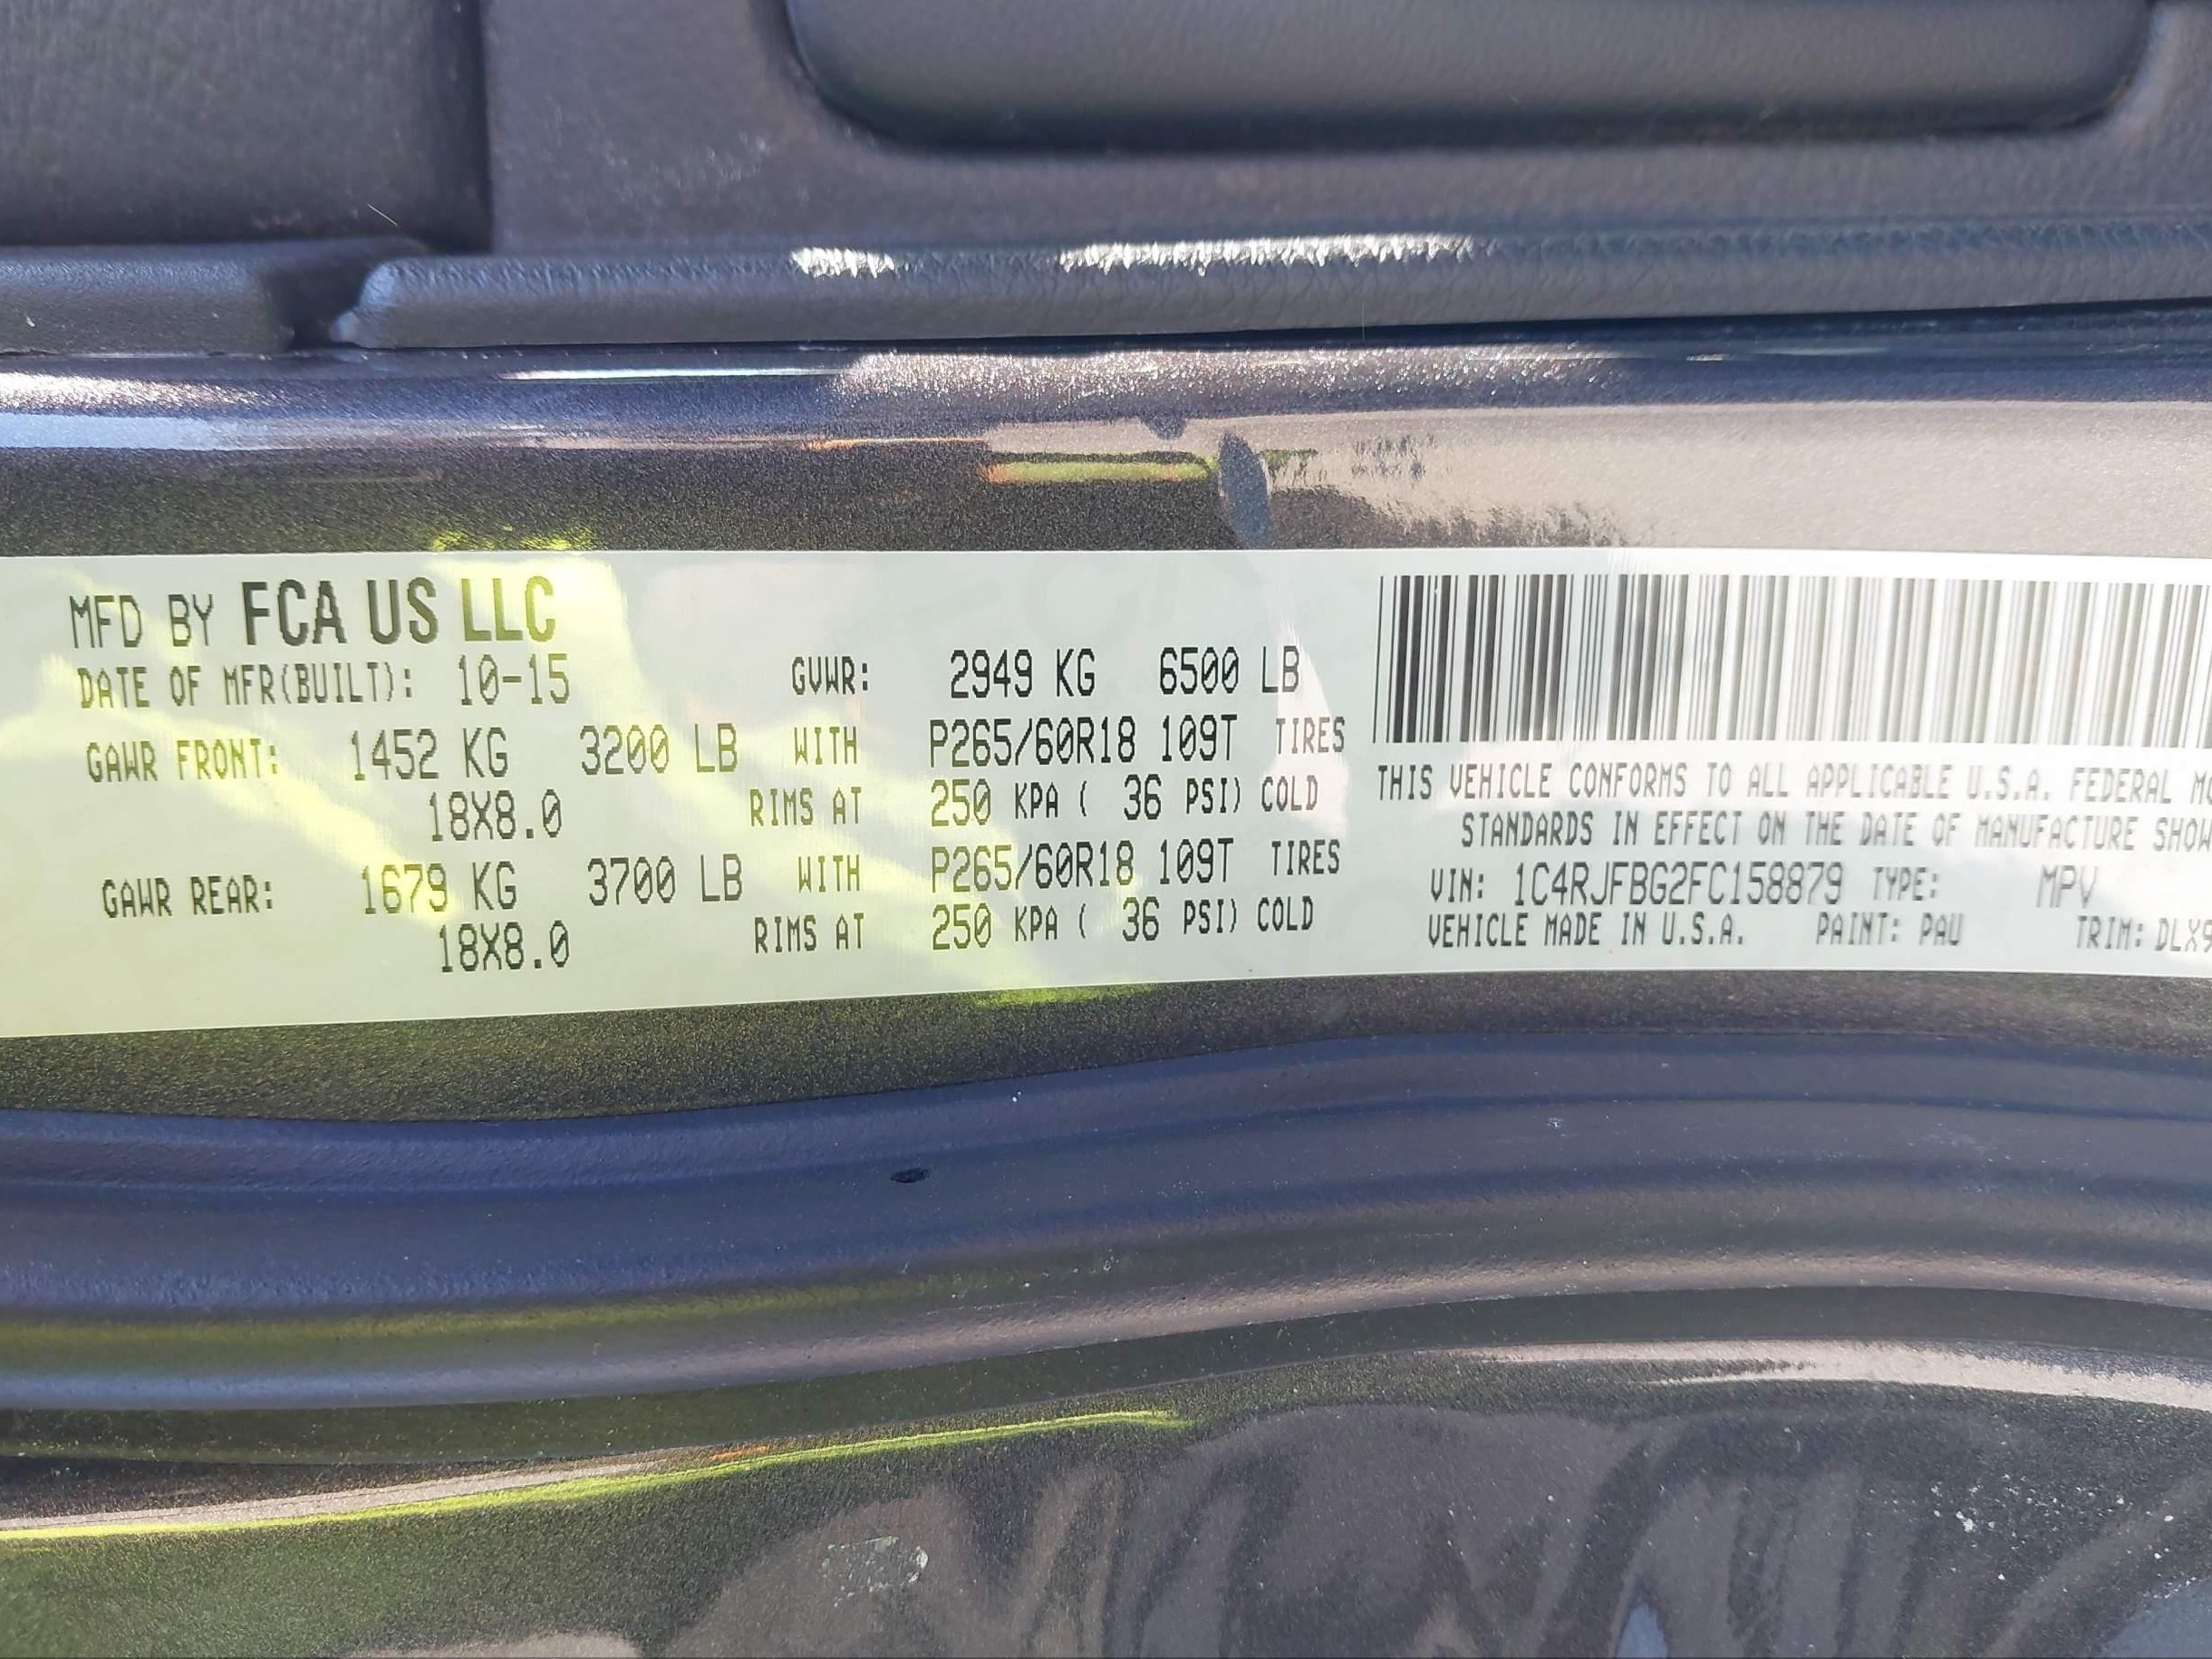 MFD BY FCA US LLC
DATE OF MFR(BUILT): 10-15 GVWR: 2949 KG 6500 LB
GAWR FRONT: 1452 KG 3200 LB WITH P265/60R18 109T TIRES
18X8.0 RIMS AT 250 KPA ( 36 PSI) COLD
GAWR REAR: 1679 KG 3700 LB WITH P265/60R18 109T TIRES
18X8.0 RIMS AT 250 KPA ( 36 PSI) COLD
THIS VEHICLE CONFORMS TO ALL APPLICABLE U.S.A. FEDERAL
STANDARDS IN EFFECT ON THE DATE OF MANUFACTURE
VIN: 1C4RJFBG2FC158879 TYPE: MPV
VEHICLE MADE IN U.S.A. PAINT: PAU TRIM: